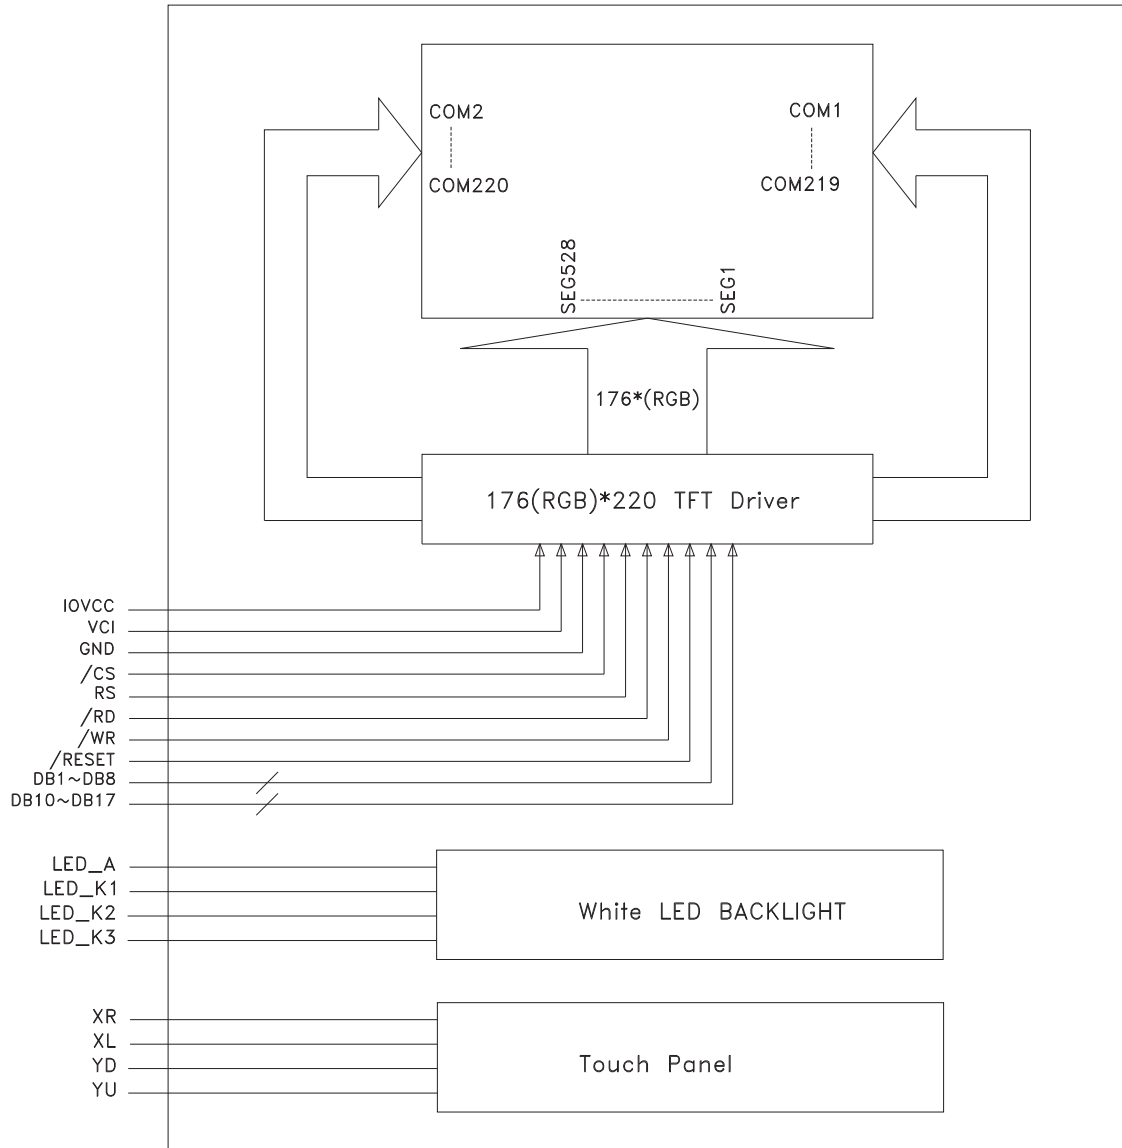 COM2
COM1
COM220
COM219
SEG528
SEG1
176*(RGB)
176(RGB)*220 TFT Driver
IOVCC
VCI
GND
/CS
RS
/RD
/WR
/RESET
DB1~DB8
DB10~DB17
LED_A
LED_K1
LED_K2
LED_K3
White LED BACKLIGHT
XR
XL
YD
YU
Touch Panel